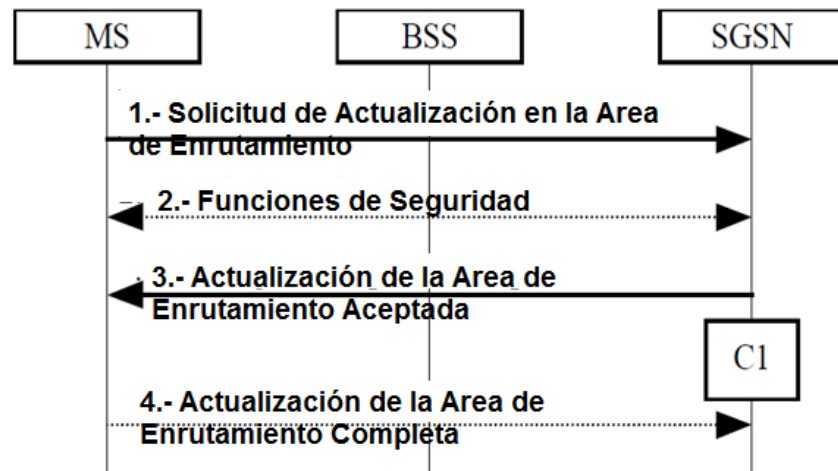 MS
BSS
SGSN
1.- Solicitud de Actualización en la Area
de Enrutamiento
2.- Funciones de Seguridad
3.- Actualización de la Area de
Enrutamiento Aceptada
C1
4.- Actualización de la Area de
Enrutamiento Completa